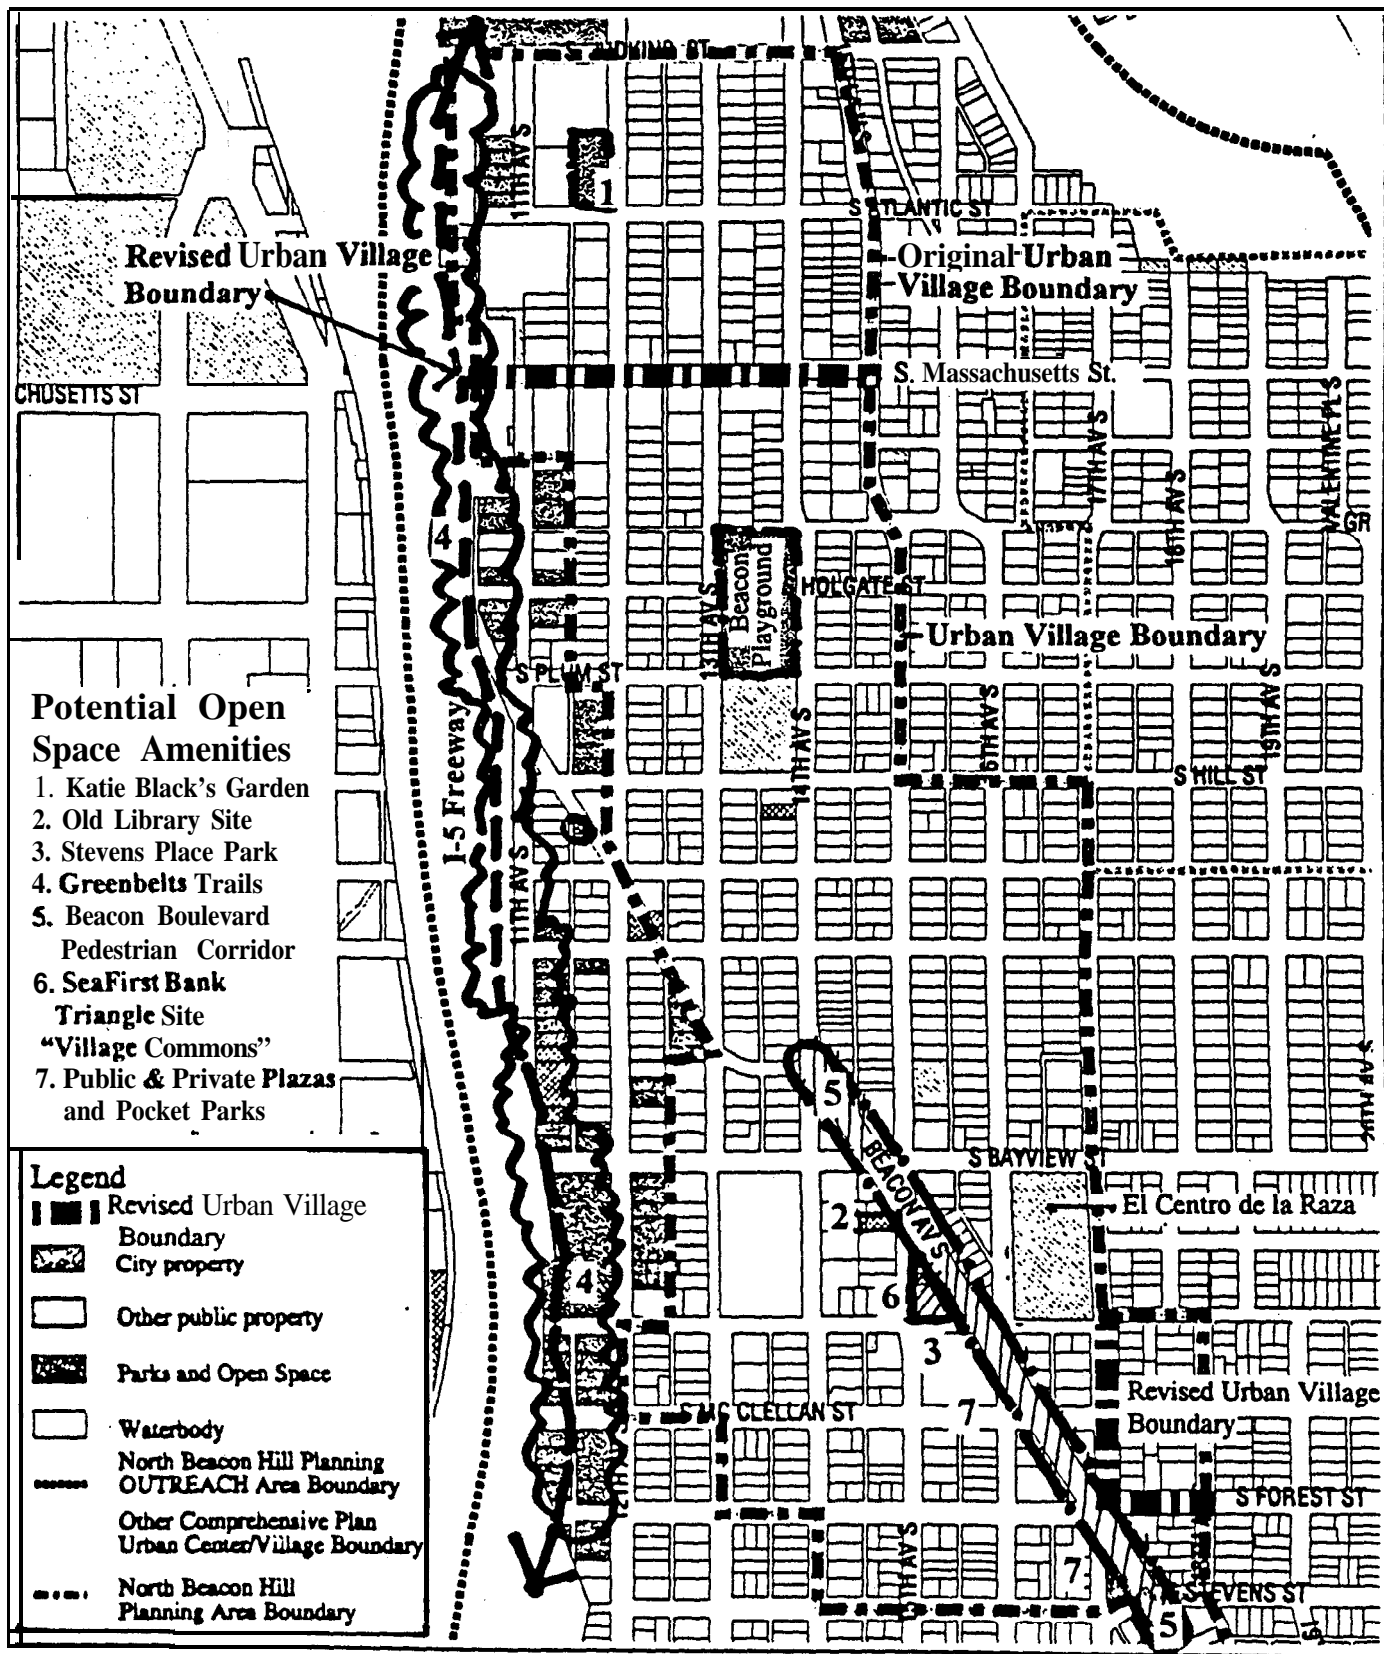 S JUDKINS ST
11TH AV S
1
S ATLANTIC ST
Revised Urban Village
Boundary
Original Urban
Village Boundary
S. Massachusetts St.
CHUSETTS ST
17TH AV S
18TH AV S
VALENTINE PL S
GR
4
13TH AV S
Beacon
Playground
HOLGATE ST
Urban Village Boundary
S PLUM ST
14TH AV S
16TH AV S
19TH AV S
S HILL ST
I-5 Freeway
11TH AV S
Potential Open
Space Amenities
1. Katie Black's Garden
2. Old Library Site
3. Stevens Place Park
4. Greenbelts Trails
5. Beacon Boulevard
Pedestrian Corridor
6. SeaFirst Bank
Triangle Site
"Village Commons"
7. Public & Private Plazas
and Pocket Parks
5
BEACON AV S
S BAYVIEW ST
El Centro de la Raza
2
4
6
3
7
Revised Urban Village
Boundary
S MC CLELLAN ST
12TH AV S
S FOREST ST
15TH AV S
18TH
7
S STEVENS ST
5
Legend
Revised Urban Village
Boundary
City property
Other public property
Parks and Open Space
Waterbody
North Beacon Hill Planning
OUTREACH Area Boundary
Other Comprehensive Plan
Urban Center/Village Boundary
North Beacon Hill
Planning Area Boundary